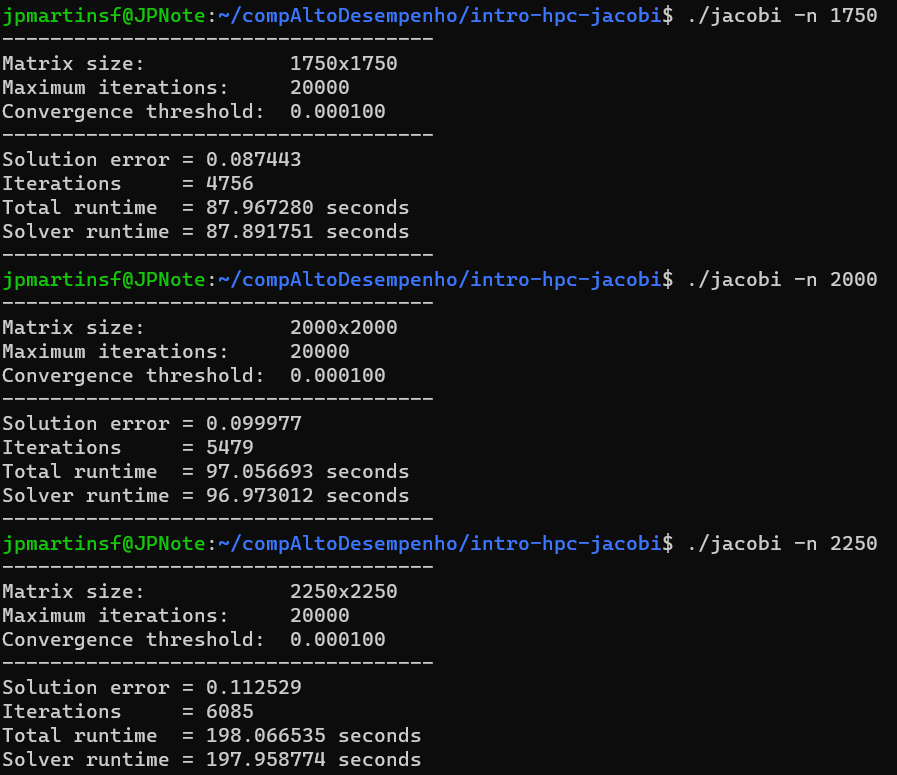 jpmartinsf@JPNote:~/compAltoDesempenho/intro-hpc-jacobi$ ./jacobi -n 1750
------------------------------------
Matrix size:            1750x1750
Maximum iterations:     20000
Convergence threshold:  0.000100
------------------------------------
Solution error = 0.087443
Iterations     = 4756
Total runtime  = 87.967280 seconds
Solver runtime = 87.891751 seconds
------------------------------------
jpmartinsf@JPNote:~/compAltoDesempenho/intro-hpc-jacobi$ ./jacobi -n 2000
------------------------------------
Matrix size:            2000x2000
Maximum iterations:     20000
Convergence threshold:  0.000100
------------------------------------
Solution error = 0.099977
Iterations     = 5479
Total runtime  = 97.056693 seconds
Solver runtime = 96.973012 seconds
------------------------------------
jpmartinsf@JPNote:~/compAltoDesempenho/intro-hpc-jacobi$ ./jacobi -n 2250
------------------------------------
Matrix size:            2250x2250
Maximum iterations:     20000
Convergence threshold:  0.000100
------------------------------------
Solution error = 0.112529
Iterations     = 6085
Total runtime  = 198.066535 seconds
Solver runtime = 197.958774 seconds